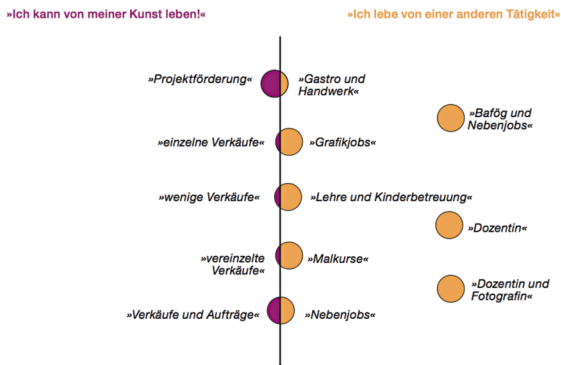 »Ich kann von meiner Kunst leben!«
»Ich lebe von einer anderen Tätigkeit«
»Projektförderung«
»Gastro und
Handwerk«
»Bafög und
Nebenjobs«
»einzelne Verkäufe«
»Grafikjobs«
»wenige Verkäufe«
»Lehre und Kinderbetreuung«
»Dozentin«
»vereinzelte
Verkäufe«
»Malkurse«
»Dozentin und
Fotografin«
»Verkäufe und Aufträge«
»Nebenjobs«